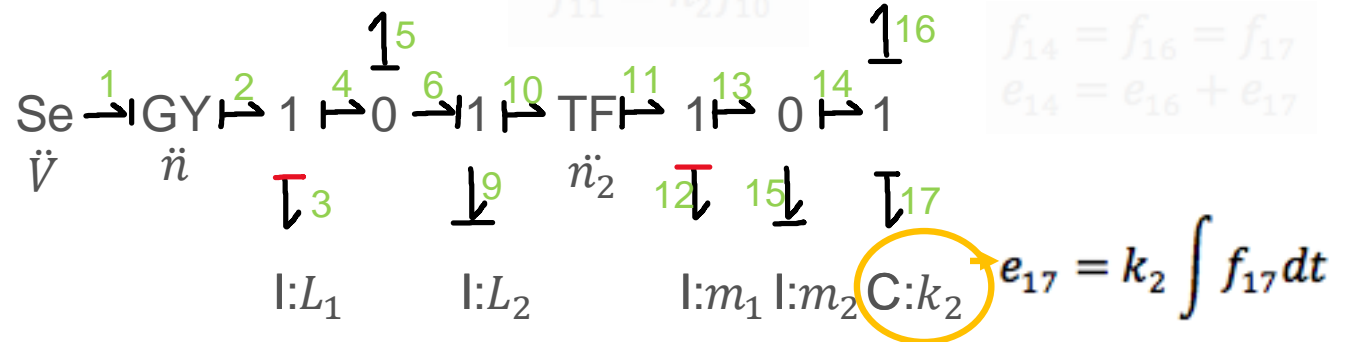 f₁₁ = n₂f₁₀
f₁₄ = f₁₆ = f₁₇
e₁₄ = e₁₆ + e₁₇
5 16
1 2 4 6 10 11 13 14
Se GY 1 0 1 TF 1 0 1
V̈ n̈ n̈₂
3 9 12 15 17
I:L₁ I:L₂ I:m₁ I:m₂ C:k₂
e₁₇ = k₂ ∫ f₁₇dt